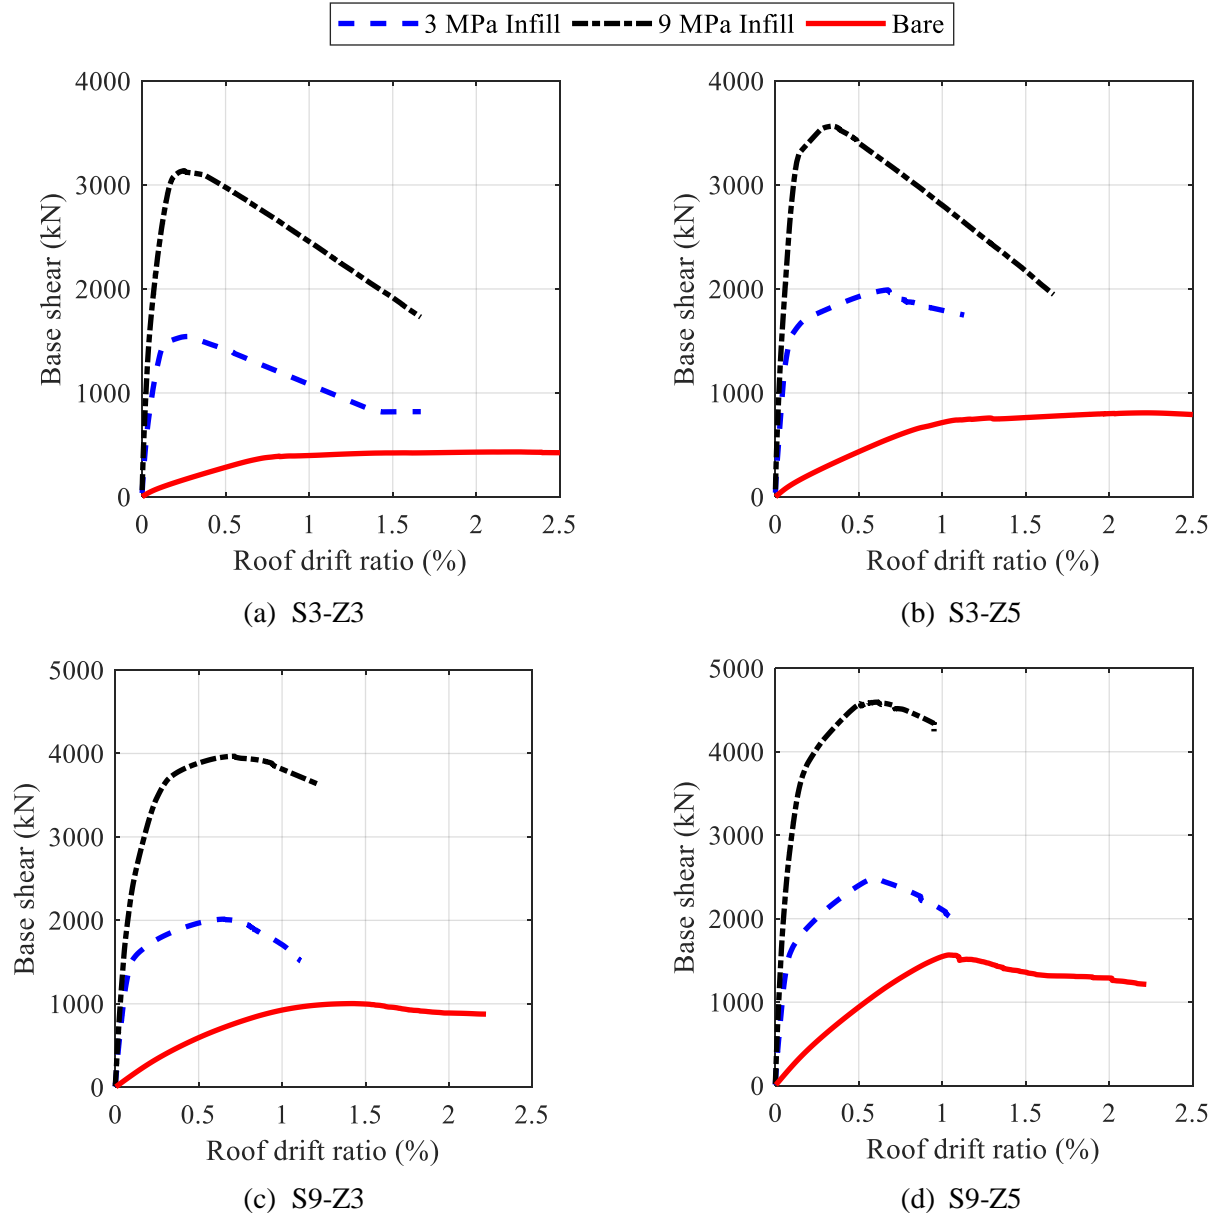 3 MPa Infill 9 MPa Infill Bare
4000
3000
2000
1000
0
0 0.5 1 1.5 2 2.5
Base shear (kN)
Roof drift ratio (%)
(a) S3-Z3
4000
3000
2000
1000
0
0 0.5 1 1.5 2 2.5
Base shear (kN)
Roof drift ratio (%)
(b) S3-Z5
5000
4000
3000
2000
1000
0
0 0.5 1 1.5 2 2.5
Base shear (kN)
Roof drift ratio (%)
(c) S9-Z3
5000
4000
3000
2000
1000
0
0 0.5 1 1.5 2 2.5
Base shear (kN)
Roof drift ratio (%)
(d) S9-Z5